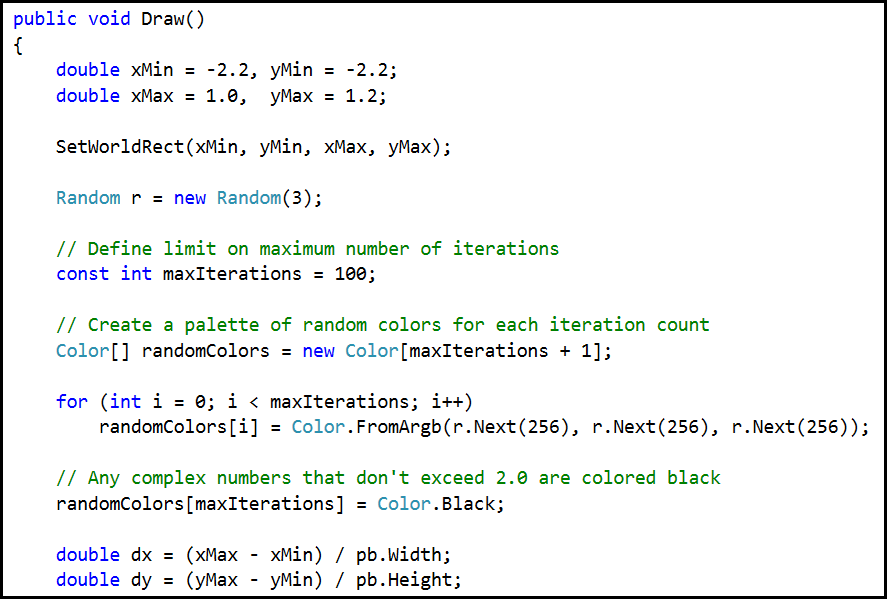 public void Draw()
{
    double xMin = -2.2, yMin = -2.2;
    double xMax = 1.0,  yMax = 1.2;

    SetWorldRect(xMin, yMin, xMax, yMax);

    Random r = new Random(3);

    // Define limit on maximum number of iterations
    const int maxIterations = 100;

    // Create a palette of random colors for each iteration count
    Color[] randomColors = new Color[maxIterations + 1];

    for (int i = 0; i < maxIterations; i++)
        randomColors[i] = Color.FromArgb(r.Next(256), r.Next(256), r.Next(256));

    // Any complex numbers that don't exceed 2.0 are colored black
    randomColors[maxIterations] = Color.Black;

    double dx = (xMax - xMin) / pb.Width;
    double dy = (yMax - yMin) / pb.Height;